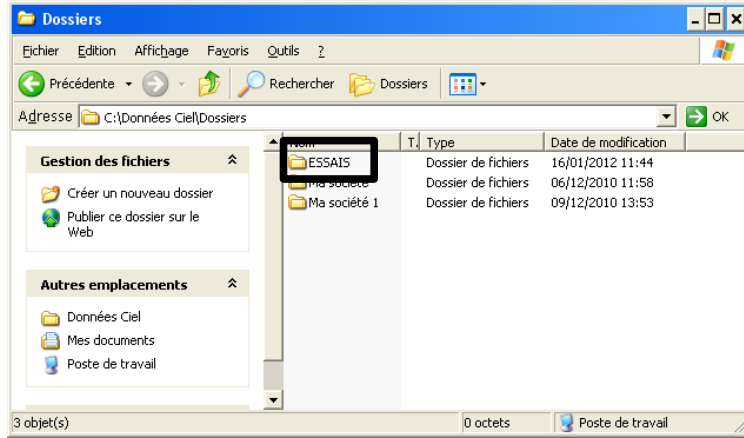 Dossiers
Fichier Edition Affichage Favoris Outils ?
Précédente Rechercher Dossiers
Adresse C:\Données Ciel\Dossiers OK
Nom T. Type Date de modification
Gestion des fichiers
Créer un nouveau dossier
Publier ce dossier sur le
Web
Autres emplacements
Données Ciel
Mes documents
Poste de travail
ESSAIS Dossier de fichiers 16/01/2012 11:44
Ma société Dossier de fichiers 06/12/2010 11:58
Ma société 1 Dossier de fichiers 09/12/2010 13:53
3 objet(s) 0 octets Poste de travail